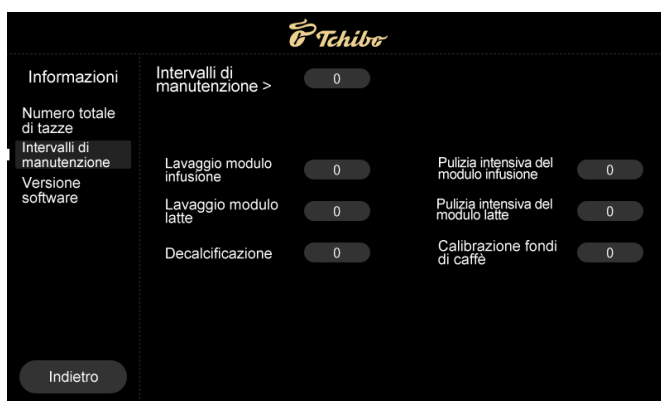 Tchibo
Informazioni
Numero totale
di tazze
Intervalli di
manutenzione
Versione
software
Indietro
Intervalli di
manutenzione >
0
Lavaggio modulo
infusione
0
Pulizia intensiva del
modulo infusione
0
Lavaggio modulo
latte
0
Pulizia intensiva del
modulo latte
0
Decalcificazione
0
Calibrazione fondi
di caffè
0